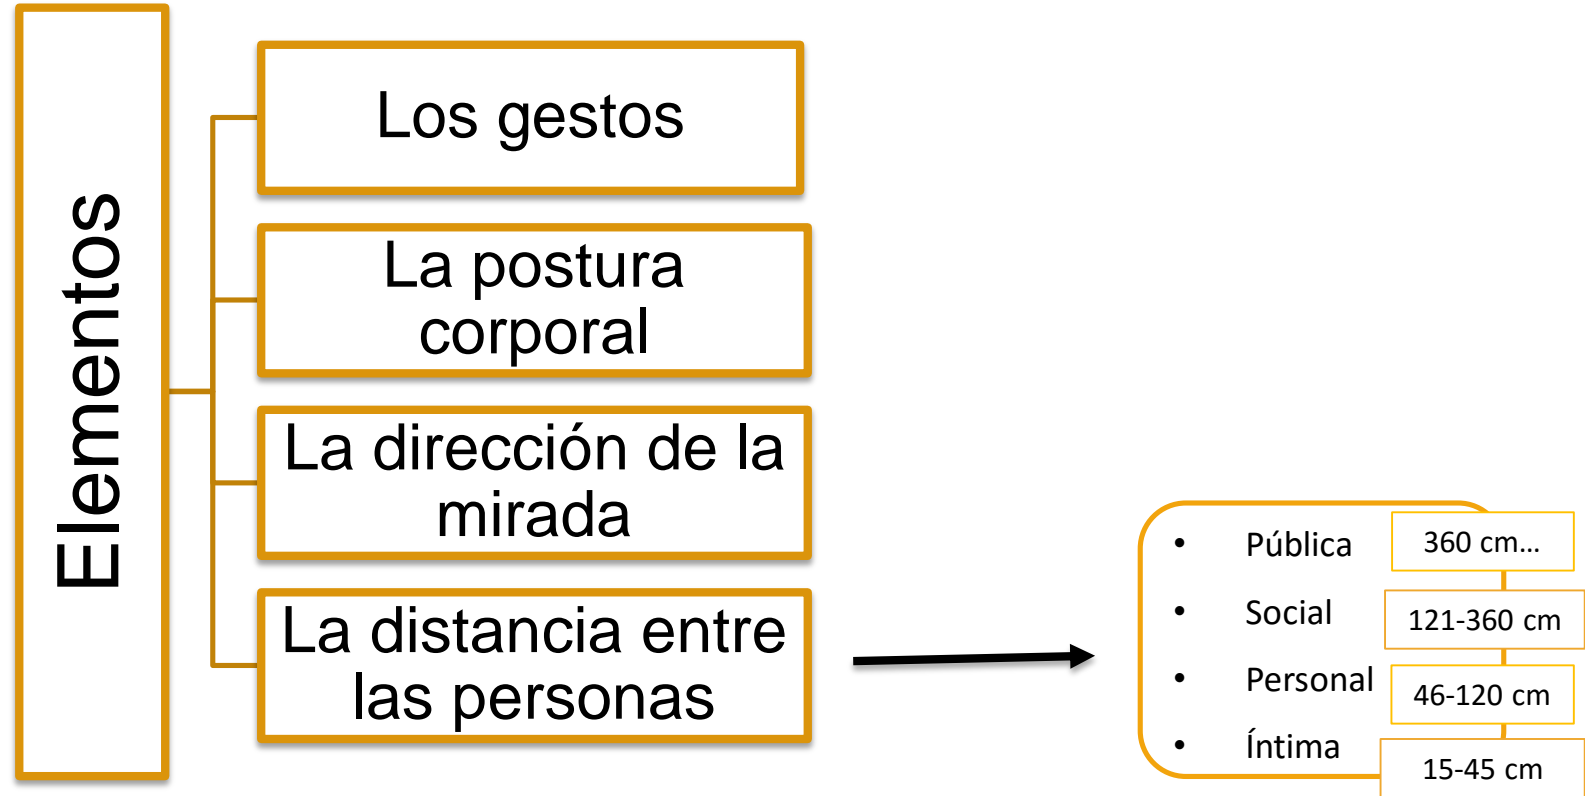 Elementos
Los gestos
La postura
corporal
La dirección de la
mirada
La distancia entre
las personas
• Pública 360 cm...
• Social 121-360 cm
• Personal 46-120 cm
• Íntima 15-45 cm